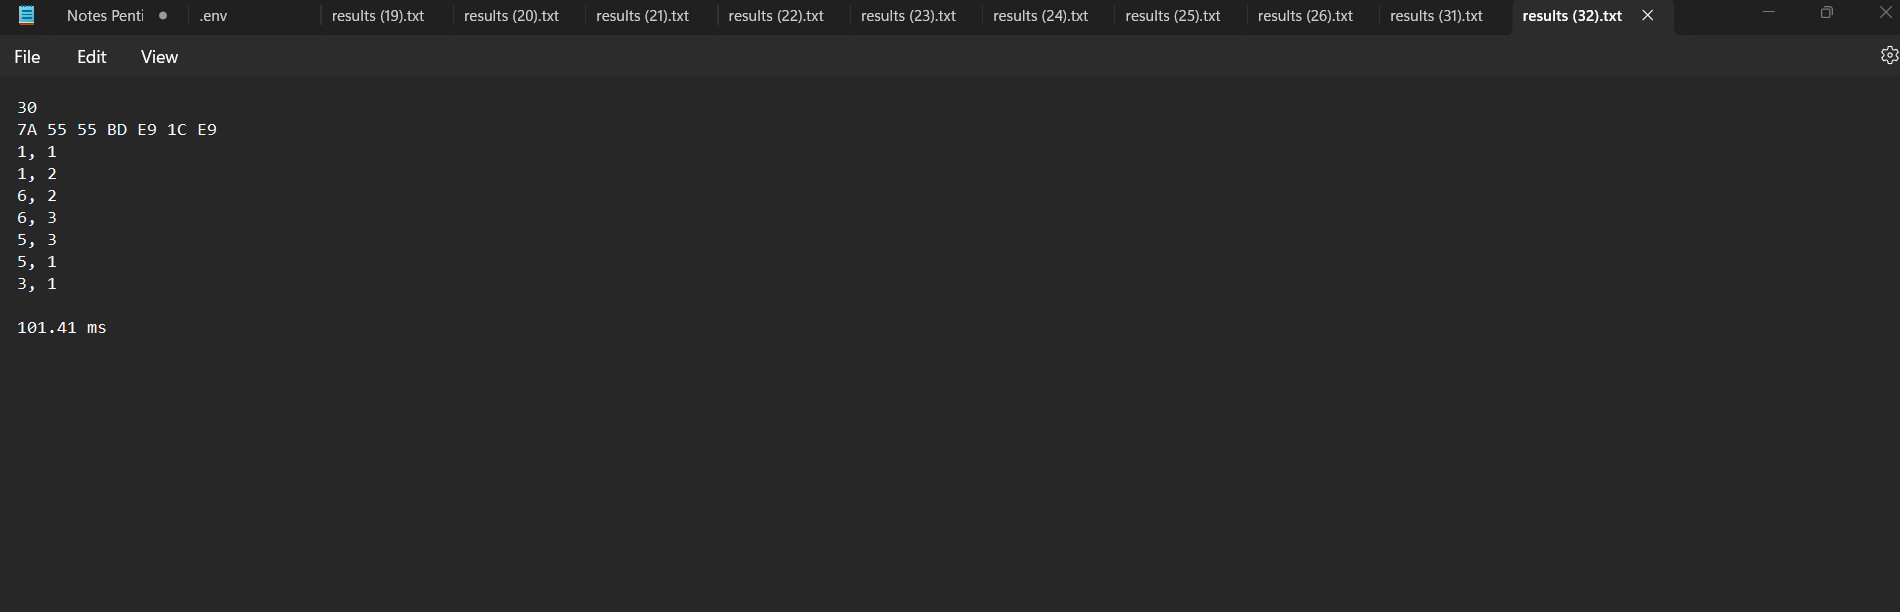 Notes Penti
.env
results (19).txt
results (20).txt
results (21).txt
results (22).txt
results (23).txt
results (24).txt
results (25).txt
results (26).txt
results (31).txt
results (32).txt
File Edit View
30
7A 55 55 BD E9 1C E9
1, 1
1, 2
6, 2
6, 3
5, 3
5, 1
3, 1
101.41 ms